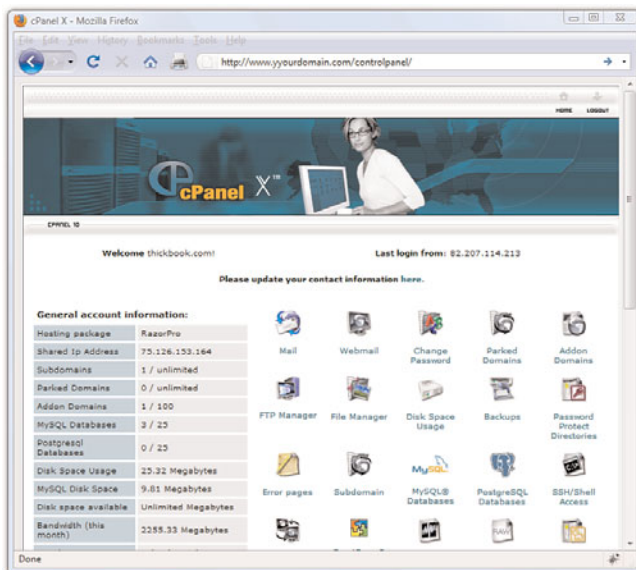 cPanel X - Mozilla Firefox
File Edit View History Bookmarks Tools Help
http://www.yyourdomain.com/controlpanel/
HOME LOGOUT
cPanel X™
CPANEL 10
Welcome thickbook.com!
Last login from: 82.207.114.213
Please update your contact information here.
General account information:
Hosting package RazorPro
Shared Ip Address 75.126.153.164
Subdomains 1 / unlimited
Parked Domains 0 / unlimited
Addon Domains 1 / 100
MySQL Databases 3 / 25
Postgresql
Databases 0 / 25
Disk Space Usage 25.32 Megabytes
MySQL Disk Space 9.81 Megabytes
Disk space available Unlimited Megabytes
Bandwidth (this
month) 2255.33 Megabytes
Mail Webmail Change
Password Parked
Domains Addon
Domains
FTP Manager File Manager Disk Space
Usage Backups Password
Protect
Directories
MySQL
Error pages Subdomain MySQL®
Databases PostgreSQL
Databases SSH/Shell
Access
RAW
Done